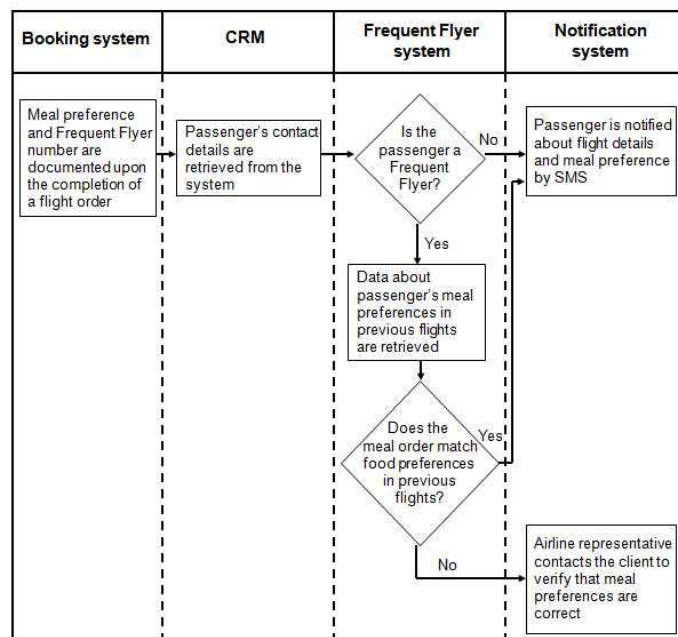 Booking system
CRM
Frequent Flyer
system
Notification
system
Meal preference
and Frequent Flyer
number are
documented upon
the completion of
a flight order
Passenger's contact
details are
retrieved from the
system
Is the
passenger a
Frequent
Flyer?
No
Passenger is notified
about flight details
and meal preference
by SMS
Yes
Data about
passenger's meal
preferences in
previous flights
are retrieved
Does the
meal order match
food preferences
in previous
flights?
Yes
No
Airline representative
contacts the client to
verify that meal
preferences are
correct